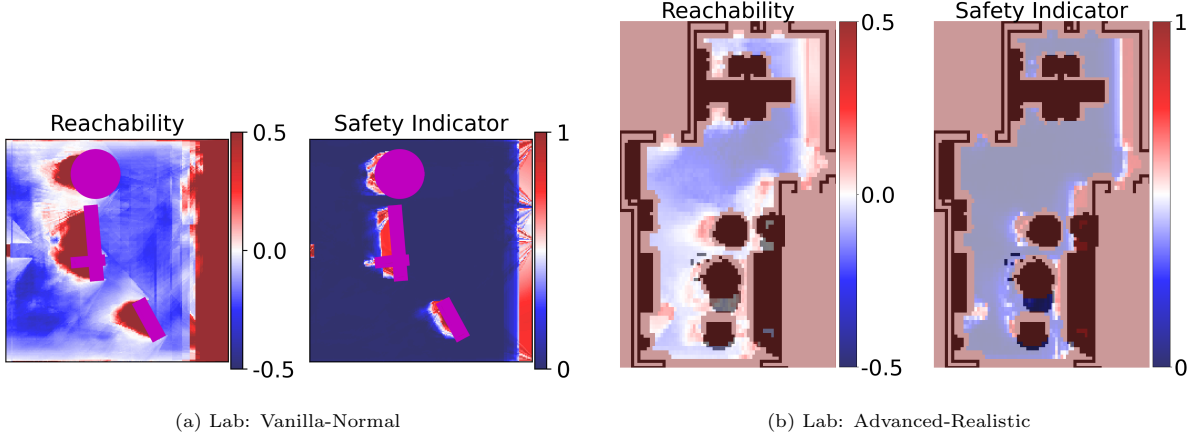 Reachability
0.5
0.0
-0.5
Safety Indicator
1
0
(a) Lab: Vanilla-Normal
Reachability
0.5
0.0
-0.5
Safety Indicator
1
0
(b) Lab: Advanced-Realistic